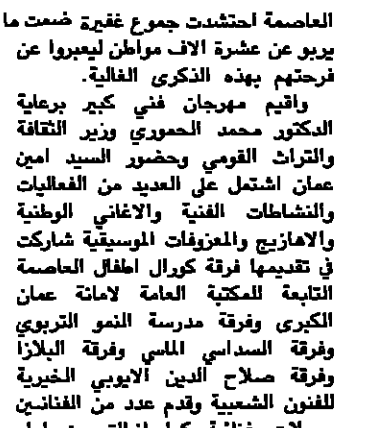 العاصمة احتشدت جموع غفيرة ضمت ما
يربو عن عشرة الاف مواطن ليعبروا عن
فرحتهم بهذه الذكرى الغالية.
واقيم مهرجان فني كبير برعاية
الدكتور محمد الحموري وزير الثقافة
والتراث القومي وبحضور السيد امين
عمان اشتمل على العديد من الفعاليات
والنشاطات الفنية والاغاني الوطنية
والاهازيج والمعزوفات الموسيقية شاركت
في تقديمها فرقة كورال اطفال العاصمة
التابعة للمكتبة العامة لامانة عمان
الكبرى وفرقة مدرسة النمو التربوي
وفرقة السداسي الماسي وفرقة البلازا
وفرقة صلاح الدين الايوبي الخيرية
للفنون الشعبية وقدم عدد من الفنانين